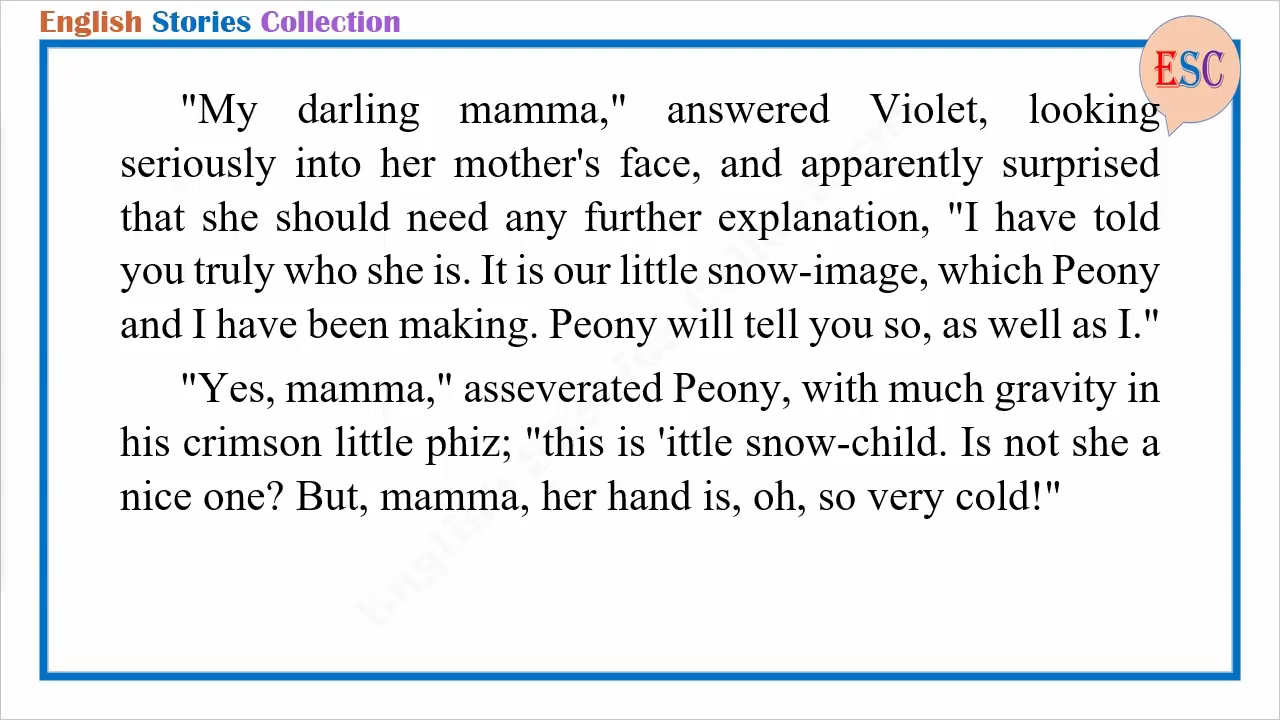 English Stories Collection
ESC
"My darling mamma," answered Violet, looking
seriously into her mother's face, and apparently surprised
that she should need any further explanation, "I have told
you truly who she is. It is our little snow-image, which Peony
and I have been making. Peony will tell you so, as well as I."
"Yes, mamma," asseverated Peony, with much gravity in
his crimson little phiz; "this is 'ittle snow-child. Is not she a
nice one? But, mamma, her hand is, oh, so very cold!"